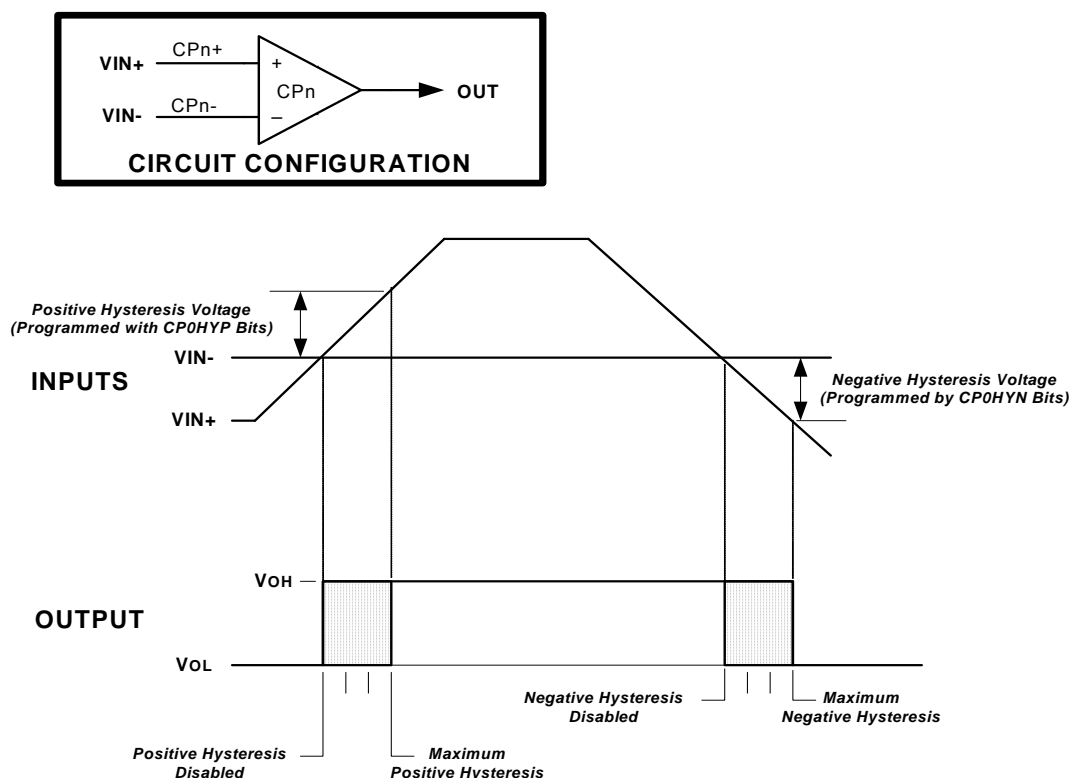 VIN+
CPn+
+
CPn
OUT
VIN-
CPn-
–
CIRCUIT CONFIGURATION
Positive Hysteresis Voltage
(Programmed with CP0HYP Bits)
VIN-
INPUTS
Negative Hysteresis Voltage
(Programmed by CP0HYN Bits)
VIN+
VOH
OUTPUT
VOL
Negative Hysteresis
Disabled
Maximum
Negative Hysteresis
Positive Hysteresis
Disabled
Maximum
Positive Hysteresis